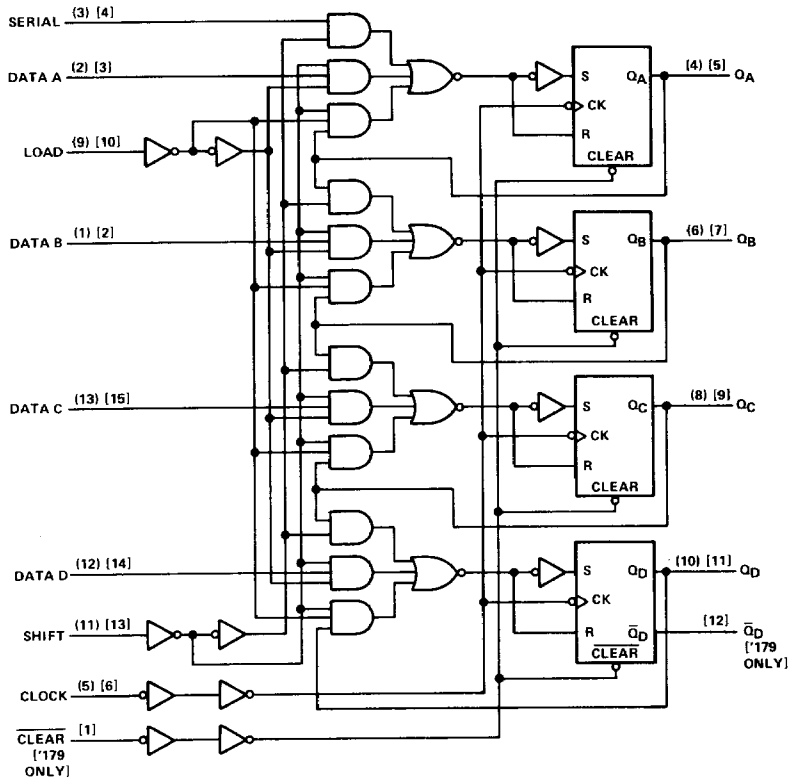 SERIAL (3) [4]
DATA A (2) [3]
LOAD (9) [10]
S QA (4) [5] QA
CK
R
CLEAR
DATA B (1) [2]
S QB (6) [7] QB
CK
R
CLEAR
DATA C (13) [15]
S QC (8) [9] QC
CK
R
CLEAR
DATA D (12) [14]
S QD (10) [11] QD
CK
SHIFT (11) [13]
R Q̅D [12] Q̅D
C̅L̅E̅A̅R̅
['179
ONLY]
CLOCK (5) [6]
C̅L̅E̅A̅R̅ [1]
['179
ONLY]